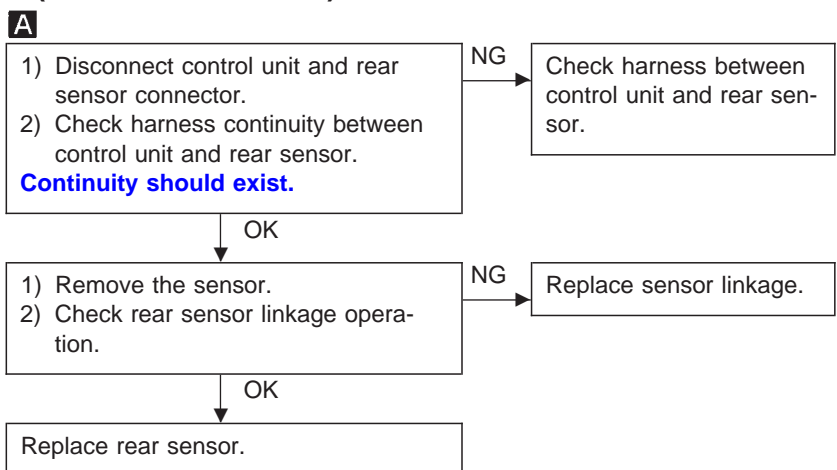 A
1) Disconnect control unit and rear
sensor connector.
2) Check harness continuity between
control unit and rear sensor.
Continuity should exist.
NG
Check harness between
control unit and rear sen-
sor.
OK
1) Remove the sensor.
2) Check rear sensor linkage opera-
tion.
NG
Replace sensor linkage.
OK
Replace rear sensor.